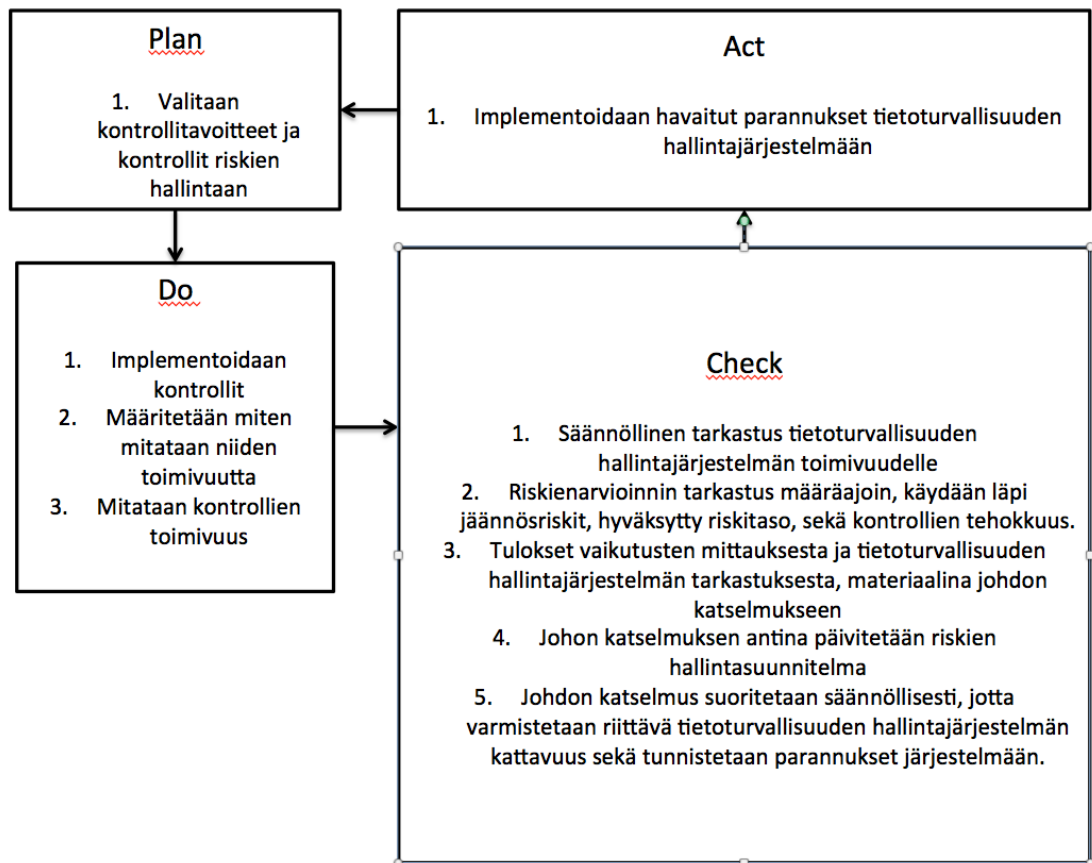 Plan
1. Valitaan
kontrollitavoitteet ja
kontrollit riskien
hallintaan
Act
1. Implementoidaan havaitut parannukset tietoturvallisuuden
hallintajärjestelmään
Do
1. Implementoidaan
kontrollit
2. Määritetään miten
mitataan niiden
toimivuutta
3. Mitataan kontrollien
toimivuus
Check
1. Säännöllinen tarkastus tietoturvallisuuden
hallintajärjestelmän toimivuudelle
2. Riskienarvioinnin tarkastus määräajoin, käydään läpi
jäännösriskit, hyväksytty riskitaso, sekä kontrollien tehokkuus.
3. Tulokset vaikutusten mittauksesta ja tietoturvallisuuden
hallintajärjestelmän tarkastuksesta, materiaalina johdon
katselmukseen
4. Johon katselmuksen antina päivitetään riskien
hallintasuunnitelma
5. Johdon katselmus suoritetaan säännöllisesti, jotta
varmistetaan riittävä tietoturvallisuuden hallintajärjestelmän
kattavuus sekä tunnistetaan parannukset järjestelmään.